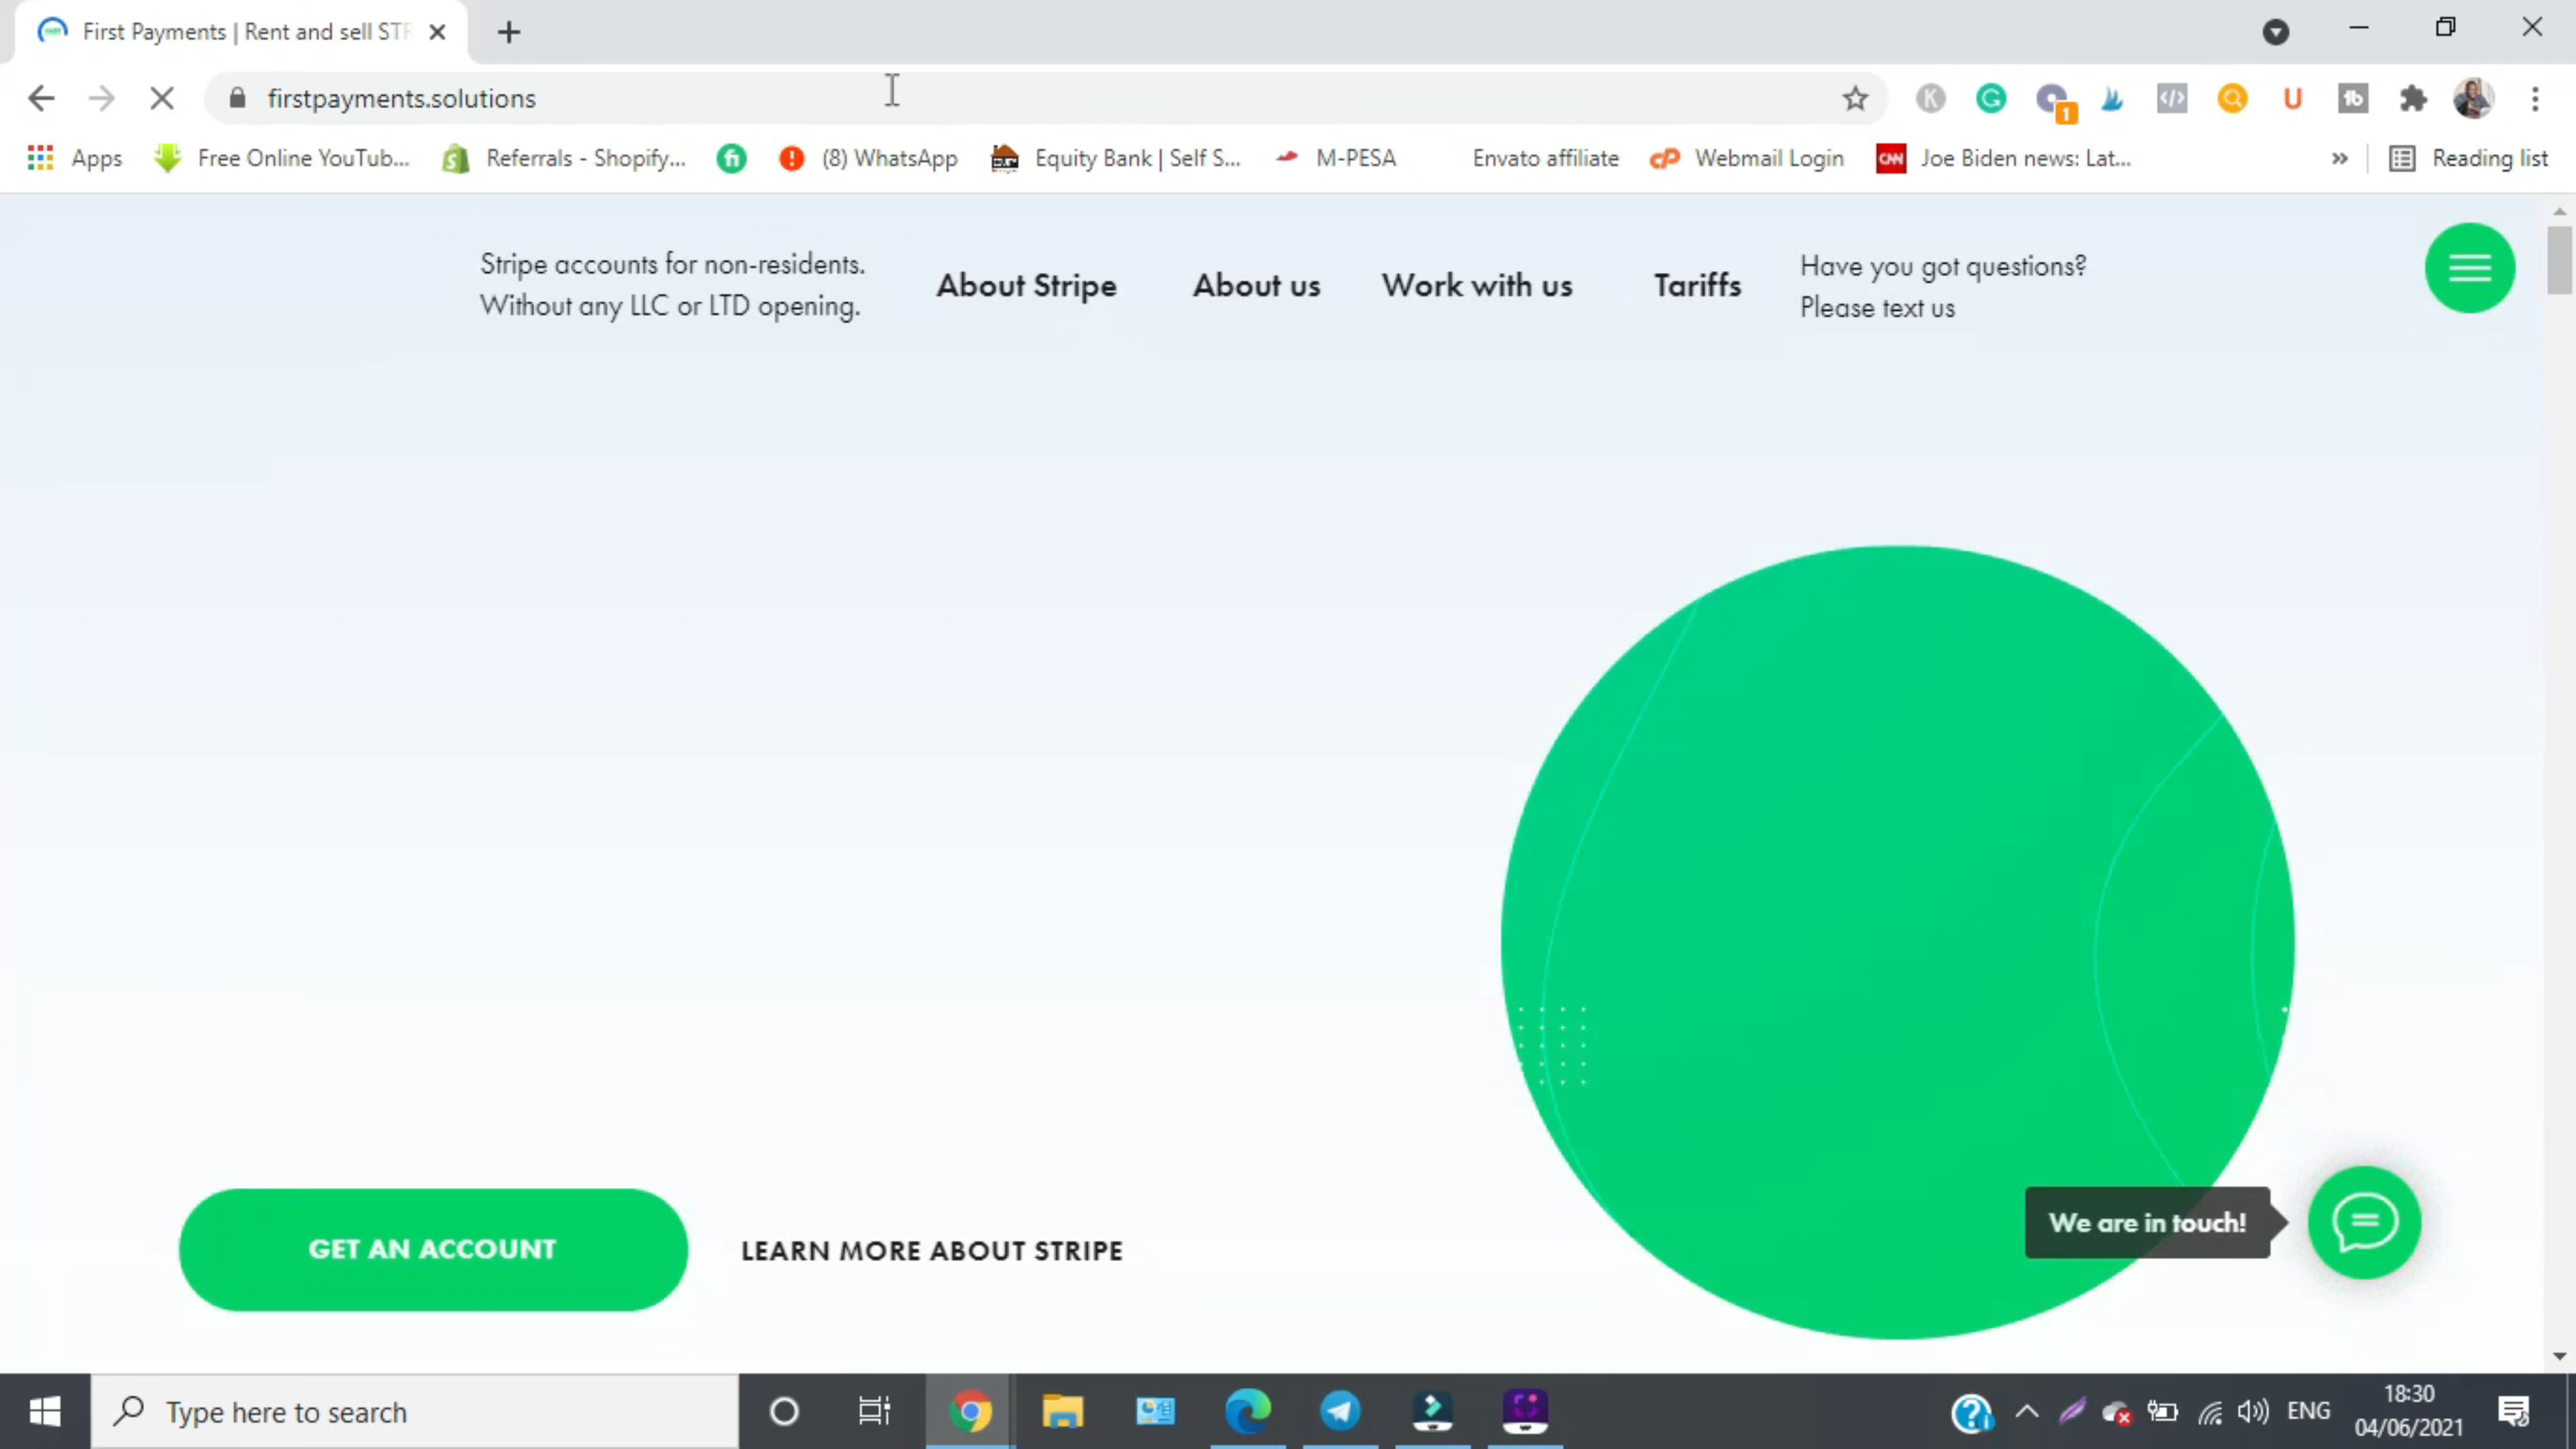 First Payments | Rent and sell STR
firstpayments.solutions
1
Apps
Free Online YouTub...
Referrals - Shopify...
fi
(8) WhatsApp
Equity Bank | Self S...
M-PESA
Envato affiliate
cP
Webmail Login
CNN
Joe Biden news: Lat...
»
Reading list
Stripe accounts for non-residents.
Without any LLC or LTD opening.
About Stripe
About us
Work with us
Tariffs
Have you got questions?
Please text us
GET AN ACCOUNT
LEARN MORE ABOUT STRIPE
We are in touch!
Type here to search
ENG
18:30
04/06/2021